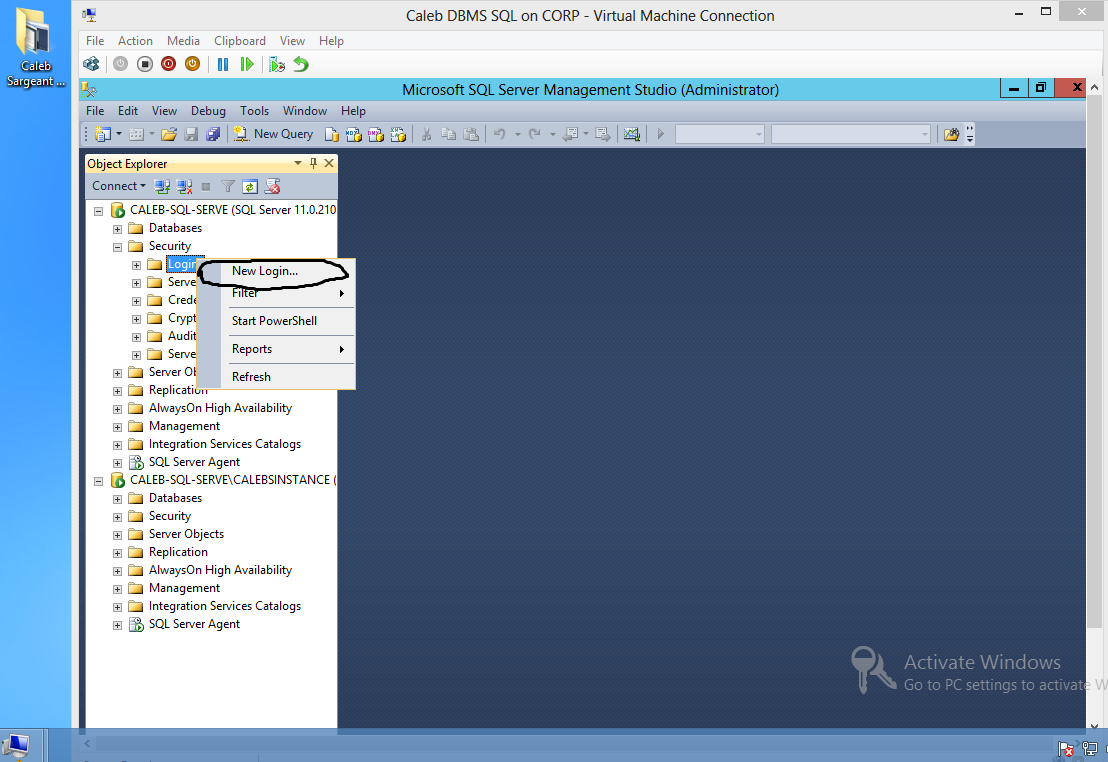 Caleb
Sargeant ...
Caleb DBMS SQL on CORP - Virtual Machine Connection
File Action Media Clipboard View Help
Microsoft SQL Server Management Studio (Administrator)
File Edit View Debug Tools Window Help
New Query
Object Explorer
Connect
CALEB-SQL-SERVE (SQL Server 11.0.210
Databases
Security
Login
Serve
Crede
Crypt
Audit
Serve
New Login...
Filter
Start PowerShell
Reports
Refresh
Server Ob
Replication
AlwaysOn High Availability
Management
Integration Services Catalogs
SQL Server Agent
CALEB-SQL-SERVE\CALEBSINSTANCE (
Databases
Security
Server Objects
Replication
AlwaysOn High Availability
Management
Integration Services Catalogs
SQL Server Agent
Activate Windows
Go to PC settings to activate W